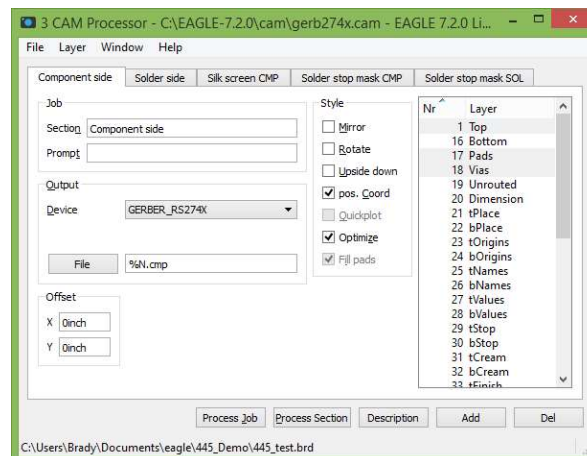 3 CAM Processor - C:\EAGLE-7.2.0\cam\gerb274x.cam - EAGLE 7.2.0 Li...
File Layer Window Help
Component side Solder side Silk screen CMP Solder stop mask CMP Solder stop mask SOL
Job
Section Component side
Prompt
Output
Device GERBER_RS274X
File %N.cmp
Offset
X 0inch
Y 0inch
Style
Mirror
Rotate
Upside down
pos. Coord
Quickplot
Optimize
Fill pads
Nr Layer
1 Top
16 Bottom
17 Pads
18 Vias
19 Unrouted
20 Dimension
21 tPlace
22 bPlace
23 tOrigins
24 bOrigins
25 tNames
26 bNames
27 tValues
28 bValues
29 tStop
30 bStop
31 tCream
32 bCream
33 tFinish
Process Job Process Section Description Add Del
C:\Users\Brady\Documents\eagle\445_Demo\445_test.brd